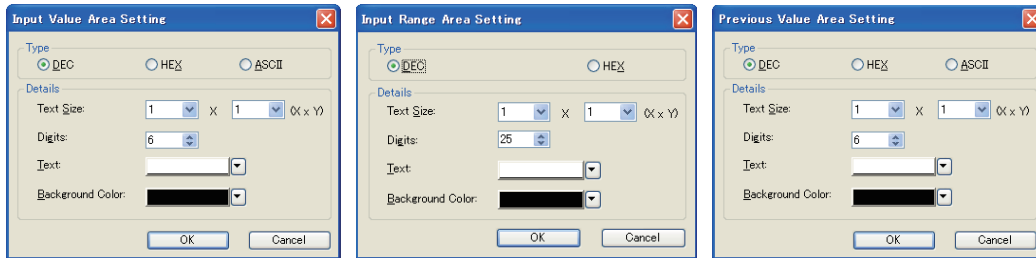 Input Value Area Setting
Type
DEC HEX ASCII
Details
Text Size: 1 X 1 (X x Y)
Digits: 6
Text:
Background Color:
OK Cancel
Input Range Area Setting
Type
DEC HEX
Details
Text Size: 1 X 1 (X x Y)
Digits: 25
Text:
Background Color:
OK Cancel
Previous Value Area Setting
Type
DEC HEX ASCII
Details
Text Size: 1 X 1 (X x Y)
Digits: 6
Text:
Background Color:
OK Cancel